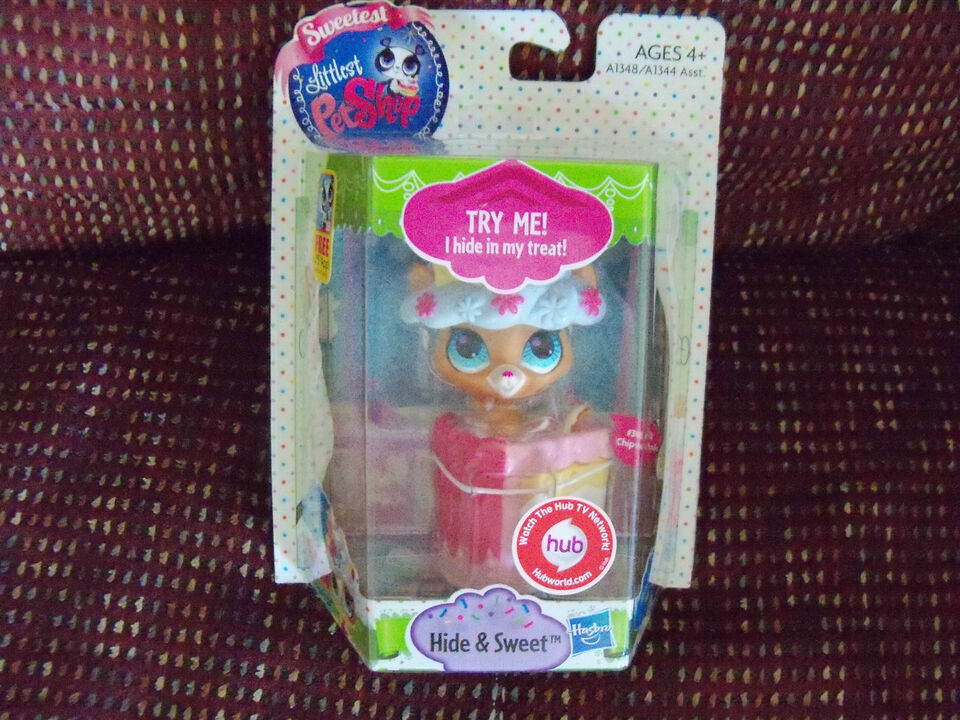 Sweetest
Littlest
PetShop
AGES 4+
A1348/A1344 Asst.
TRY ME!
I hide in my treat!
FREE
Watch The Hub TV Network!
hub
Hubworld.com
Hide & Sweet™
Hasbro